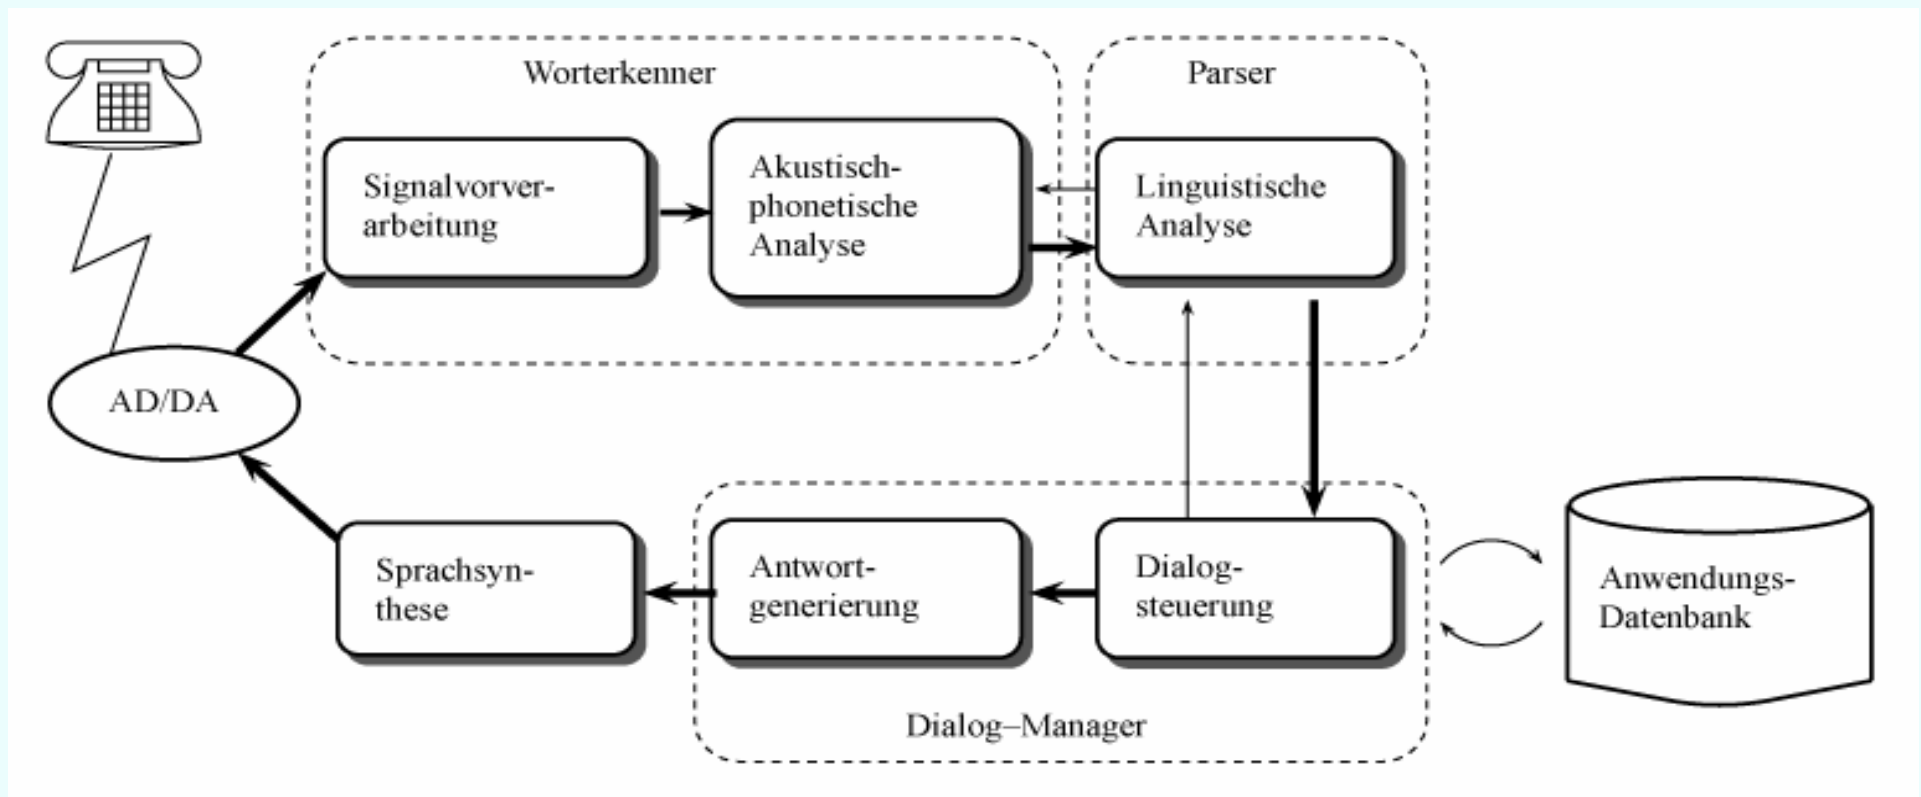 Worterkenner
Parser
Signalvorver-
arbeitung
Akustisch-
phonetische
Analyse
Linguistische
Analyse
AD/DA
Sprachsyn-
these
Antwort-
generierung
Dialog-
steuerung
Anwendungs-
Datenbank
Dialog–Manager